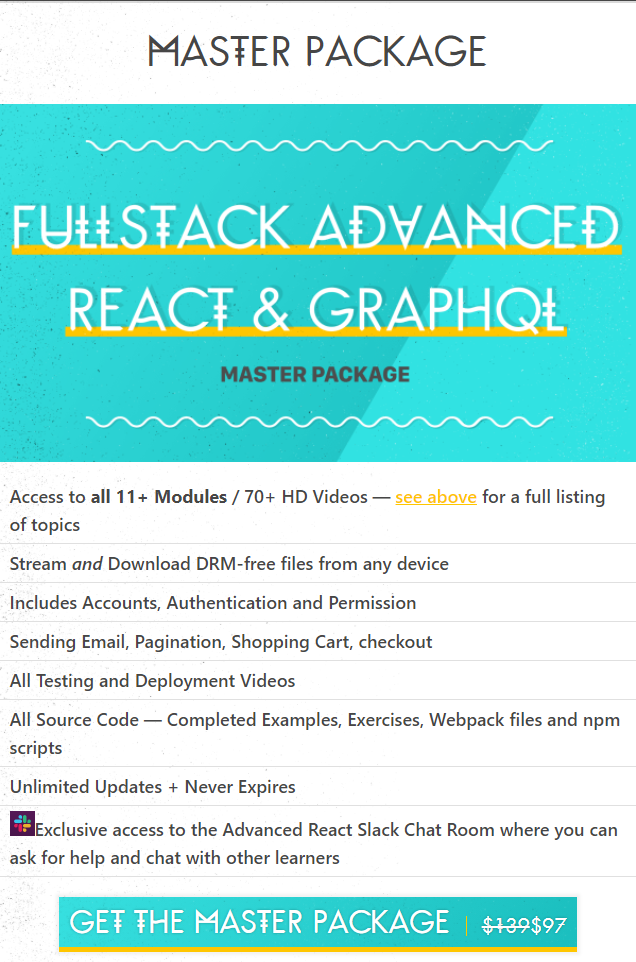 MASTER PACKAGE
FULLSTACK ADVANCED
REACT & GRAPHQL
MASTER PACKAGE
Access to all 11+ Modules / 70+ HD Videos — see above for a full listing
of topics
Stream and Download DRM-free files from any device
Includes Accounts, Authentication and Permission
Sending Email, Pagination, Shopping Cart, checkout
All Testing and Deployment Videos
All Source Code — Completed Examples, Exercises, Webpack files and npm
scripts
Unlimited Updates + Never Expires
Exclusive access to the Advanced React Slack Chat Room where you can
ask for help and chat with other learners
GET THE MASTER PACKAGE | $139$97